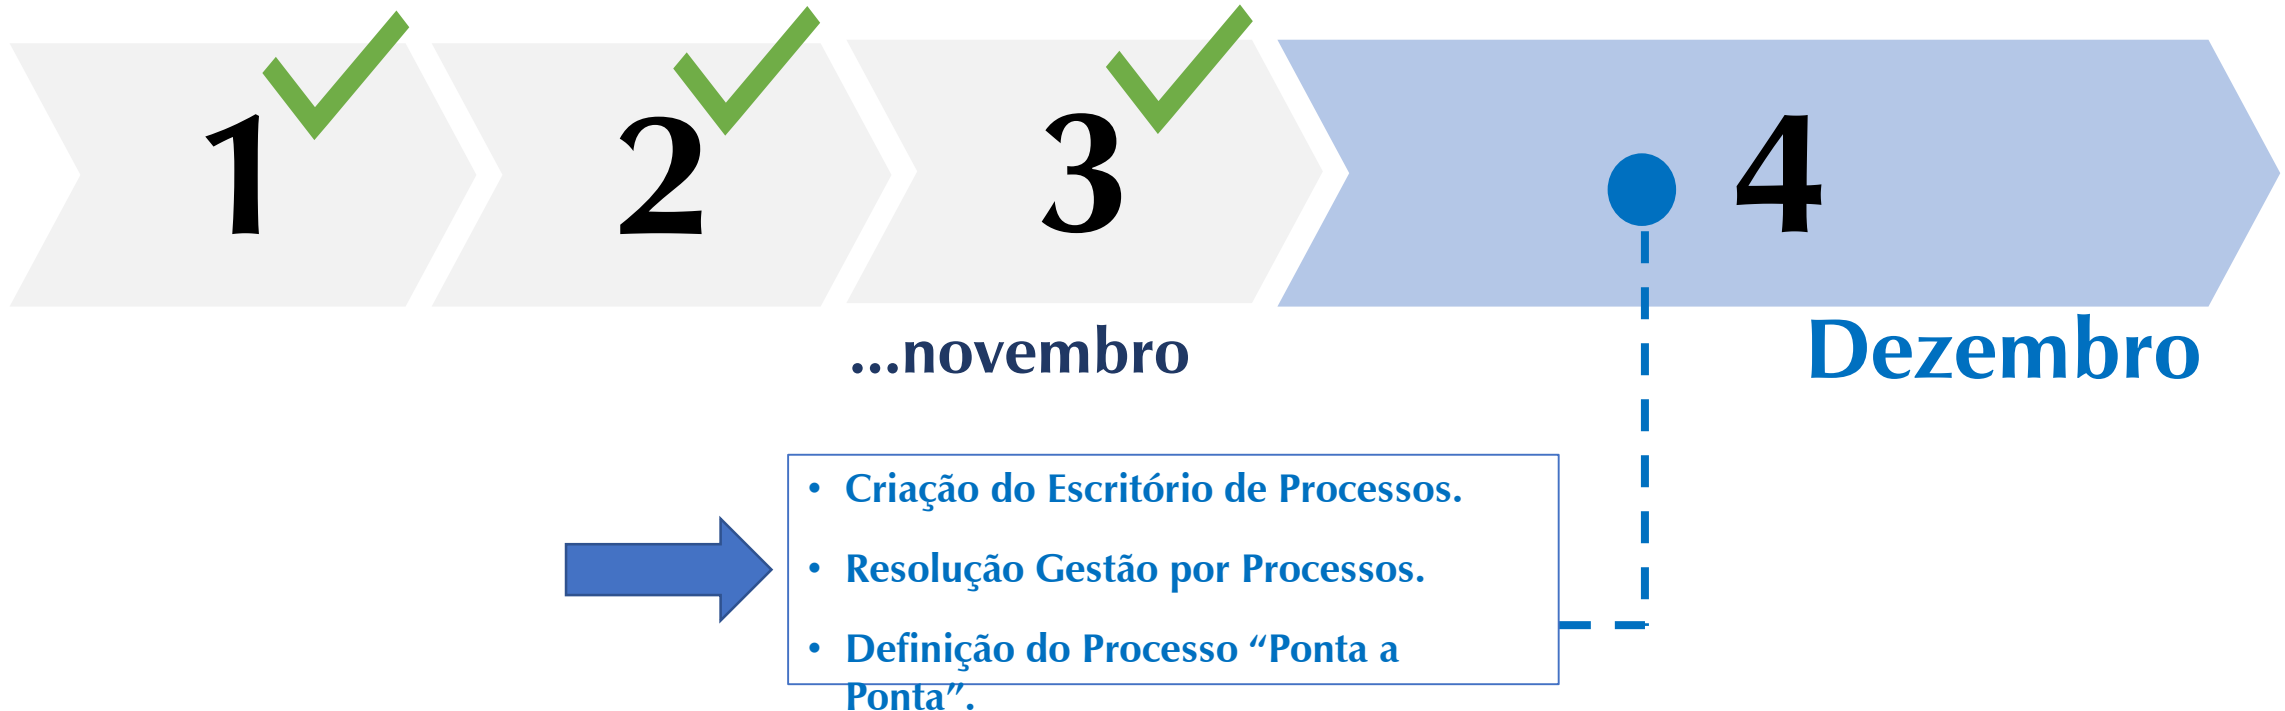 1
2
3
4
...novembro
Dezembro
• Criação do Escritório de Processos.
• Resolução Gestão por Processos.
• Definição do Processo “Ponta a
Ponta”.